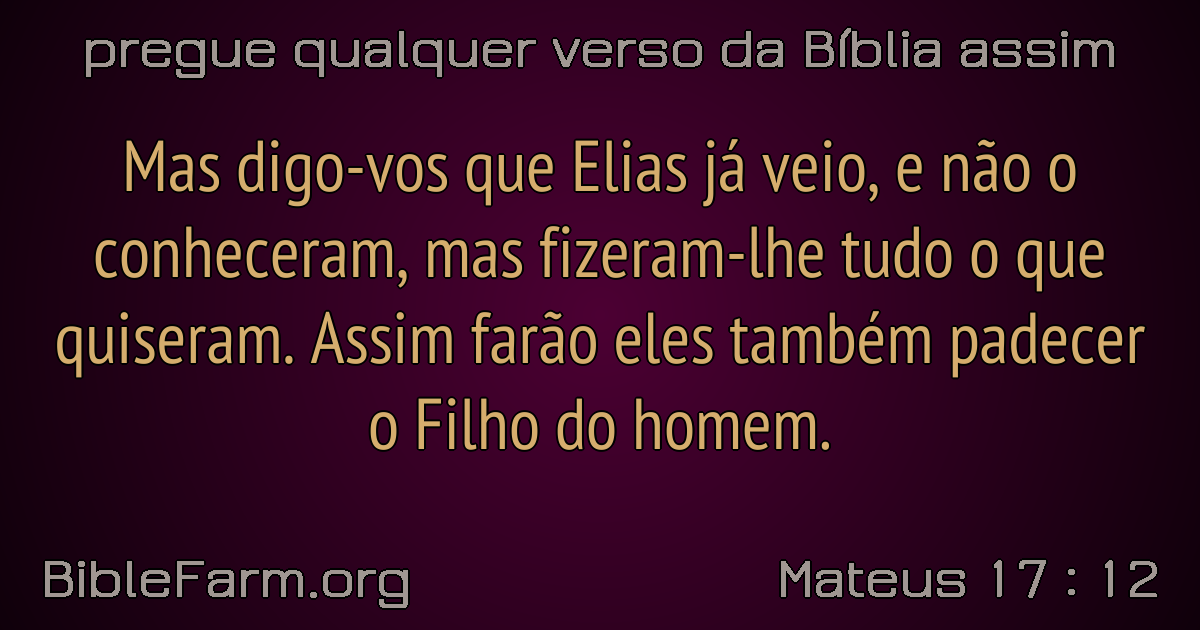 pregue qualquer verso da Bíblia assim
Mas digo-vos que Elias já veio, e não o
conheceram, mas fizeram-lhe tudo o que
quiseram. Assim farão eles também padecer
o Filho do homem.
BibleFarm.org
Mateus 17 : 12